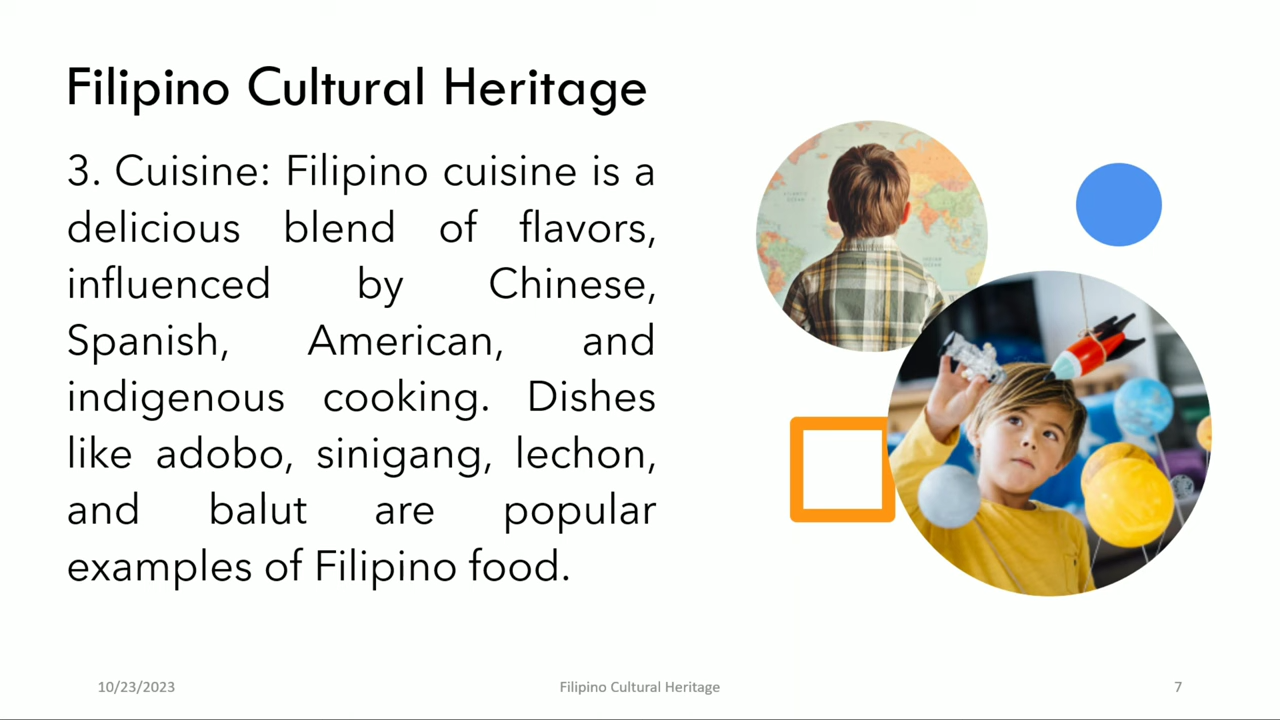 Filipino Cultural Heritage
3. Cuisine: Filipino cuisine is a
delicious blend of flavors,
influenced by Chinese,
Spanish, American, and
indigenous cooking. Dishes
like adobo, sinigang, lechon,
and balut are popular
examples of Filipino food.
10/23/2023
Filipino Cultural Heritage
7